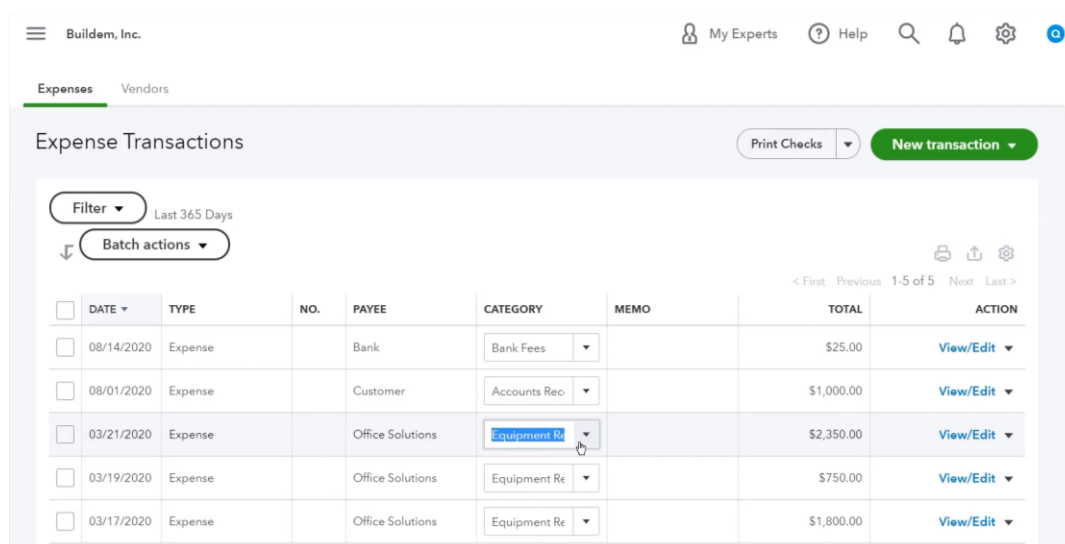 Buildem, Inc. My Experts Help
Expenses Vendors
Expense Transactions Print Checks New transaction
Filter Last 365 Days
Batch actions
< First Previous 1-5 of 5 Next Last >
DATE TYPE NO. PAYEE CATEGORY MEMO TOTAL ACTION
08/14/2020 Expense Bank Bank Fees $25.00 View/Edit
08/01/2020 Expense Customer Accounts Rec $1,000.00 View/Edit
03/21/2020 Expense Office Solutions Equipment Re $2,350.00 View/Edit
03/19/2020 Expense Office Solutions Equipment Re $750.00 View/Edit
03/17/2020 Expense Office Solutions Equipment Re $1,800.00 View/Edit